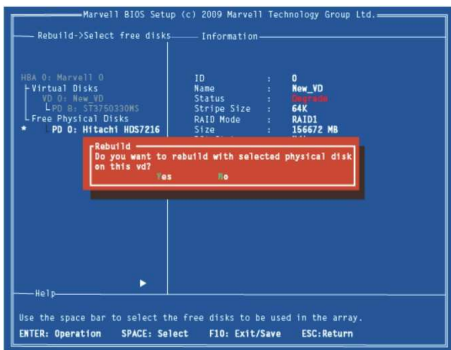 Marvell BIOS Setup (c) 2009 Marvell Technology Group Ltd.
Rebuild->Select free disks
Information
HBA 0: Marvell 0
Virtual Disks
VD 0: New_VD
PD 8: ST3750330NS
Free Physical Disks
* PD 0: Hitachi HDS7216
ID : 0
Name : New_VD
Status : Degrade
Stripe Size : 64K
RAID Mode : RAID1
Size : 156672 MB
Rebuild
Do you want to rebuild with selected physical disk
on this vd?
Yes No
Help
Use the space bar to select the free disks to be used in the array.
ENTER: Operation SPACE: Select F10: Exit/Save ESC:Return